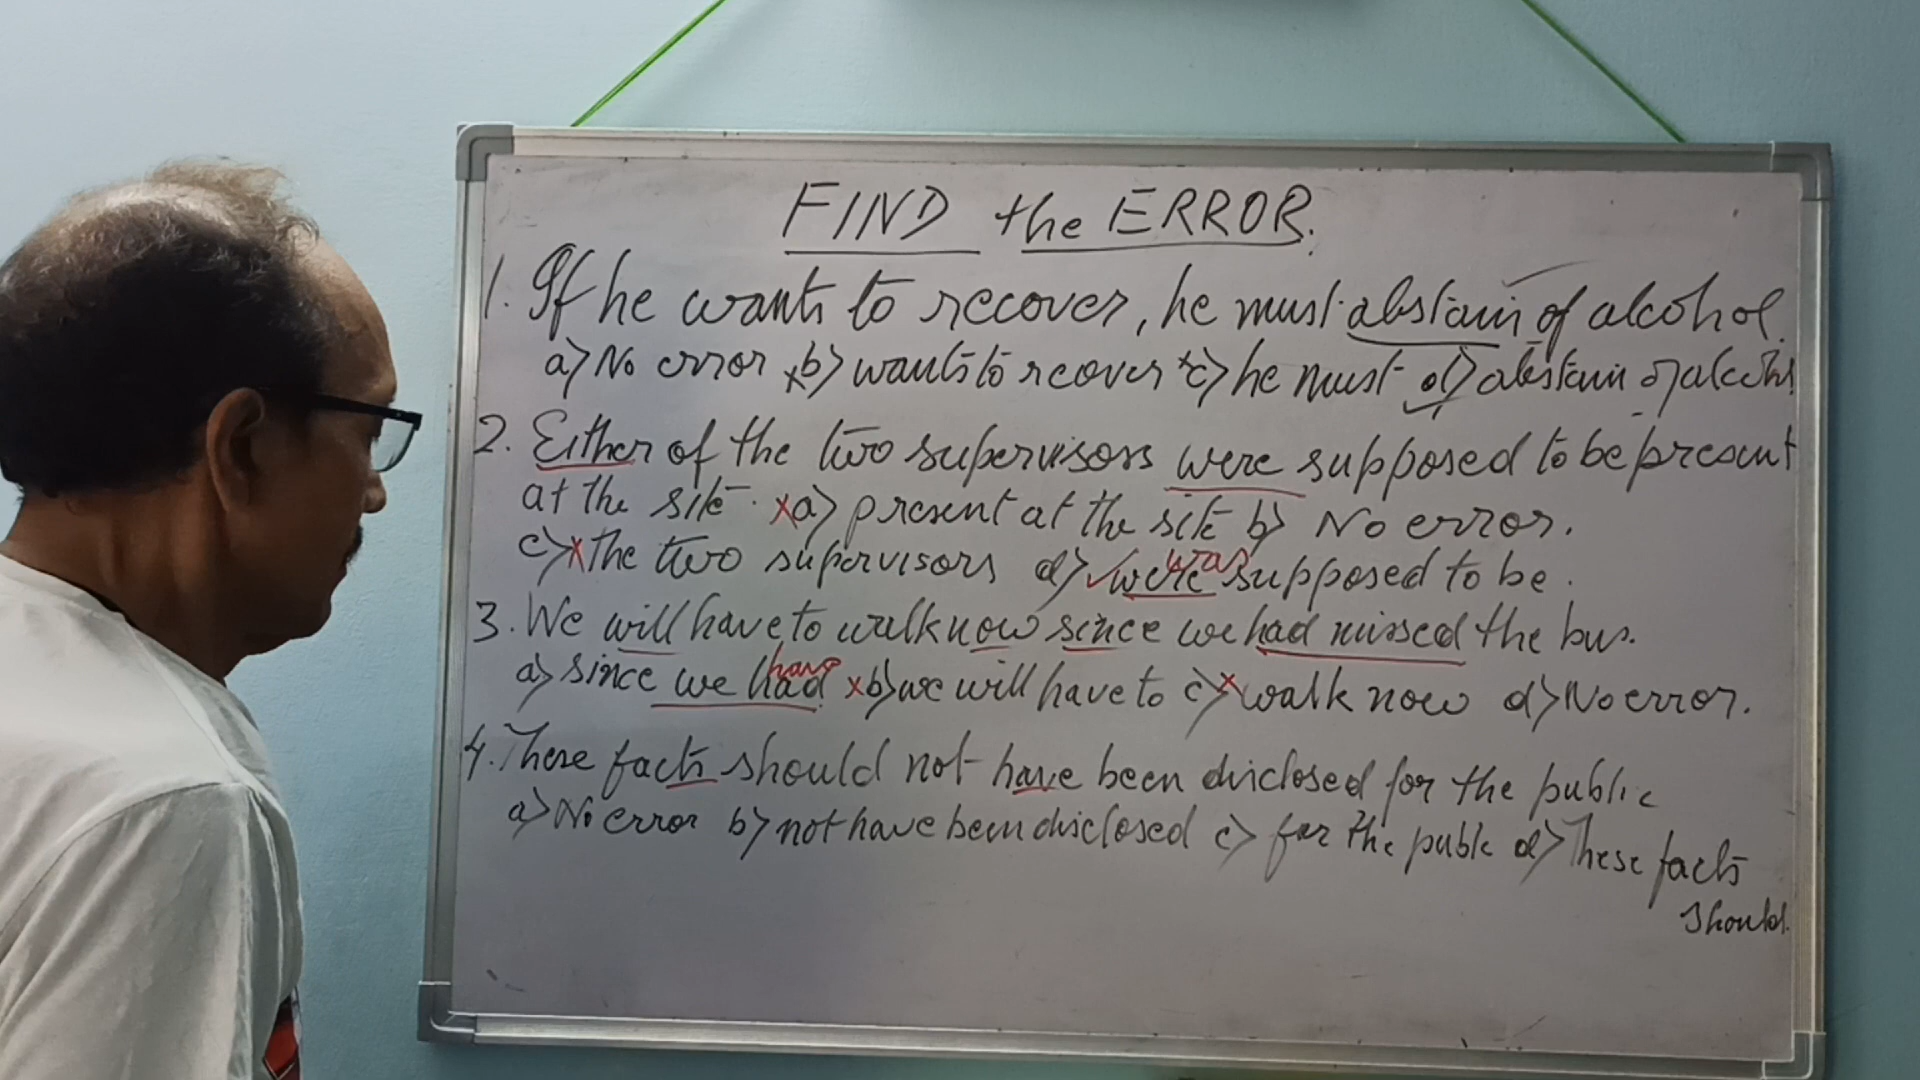 FIND the ERROR.
1. If he wants to recover, he must abstain of alcohol.
a) No error xb) wants to recover xc) he must d) abstain of alcohol
2. Either of the two supervisors were supposed to be present
at the site. xa) present at the site b) No error.
c) x the two supervisors d) ✓ were was supposed to be.
3. We will have to walk now since we had missed the bus.
a) since we had have xb) we will have to c) x walk now d) No error.
4. These facts should not have been disclosed for the public
a) No error b) not have been disclosed c) for the public d) These facts
should.